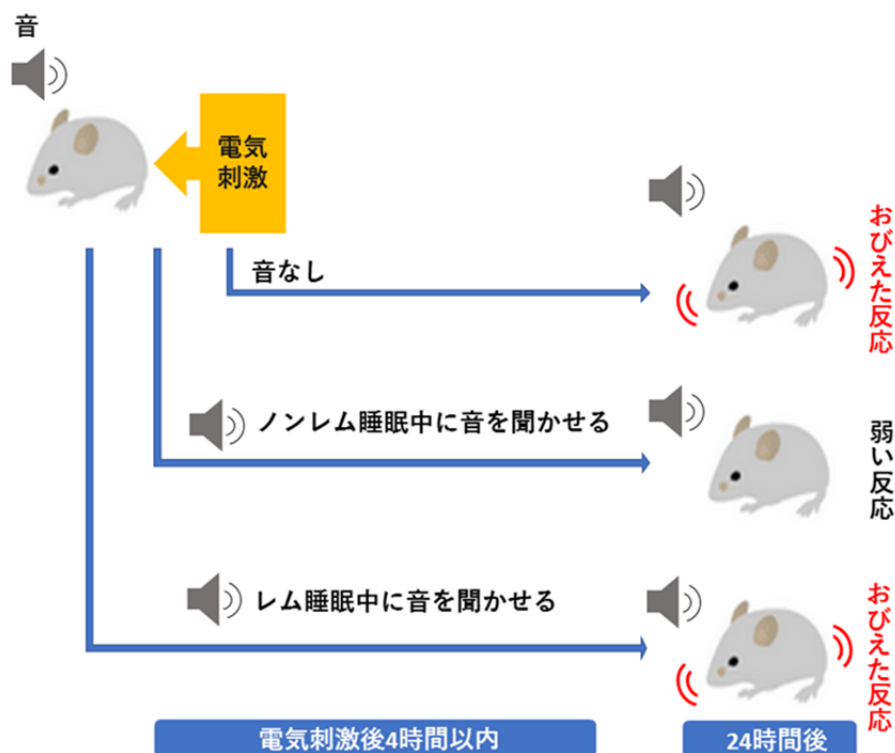 音
電気
刺激
音なし
おびえた反応
ノンレム睡眠中に音を聞かせる
弱い反応
レム睡眠中に音を聞かせる
おびえた反応
電気刺激後4時間以内
24時間後